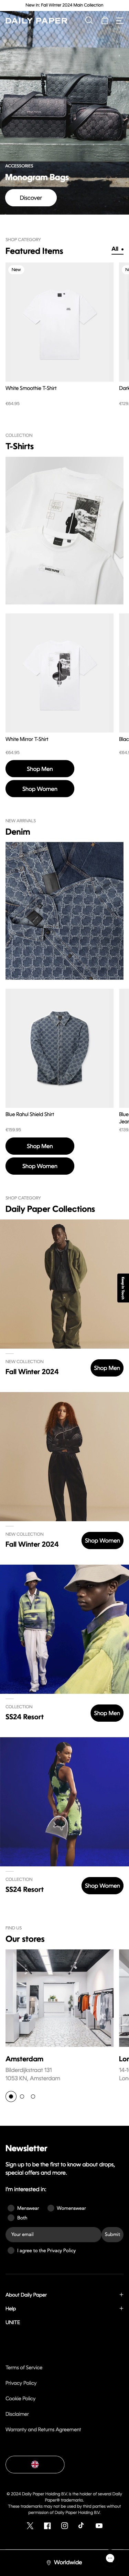 New In: Fall Winter 2024 Main Collection
DAILY PAPER
ACCESSORIES
Monogram Bags
Discover
SHOP CATEGORY
Featured Items
All
New
White Smoothie T-Shirt
Dark
€64.95
COLLECTION
T-Shirts
White Mirror T-Shirt
Blac
€64.95
Shop Men
Shop Women
NEW ARRIVALS
Denim
Blue Rahul Shield Shirt
Blue
Jean
€159.95
Shop Men
Shop Women
SHOP CATEGORY
Daily Paper Collections
Keep in Touch
NEW COLLECTION
Fall Winter 2024
Shop Men
NEW COLLECTION
Fall Winter 2024
Shop Women
COLLECTION
SS24 Resort
Shop Men
COLLECTION
SS24 Resort
Shop Women
FIND US
Our stores
Amsterdam
Lon
Bilderdijkstraat 131
14-1
1053 KN, Amsterdam
Lon
Newsletter
Sign up to be the first to know about drops,
special offers and more.
I'm interested in:
Menswear
Womenswear
Both
Your email
Submit
I agree to the Privacy Policy
About Daily Paper
+
Help
+
UNITE
Terms of Service
Privacy Policy
Cookie Policy
Disclaimer
Warranty and Returns Agreement
© 2024 Daily Paper Holding B.V. is the holder of several Daily
Paper® trademarks.
These trademarks may not be used by third parties without
permission of Daily Paper Holding B.V.
Worldwide